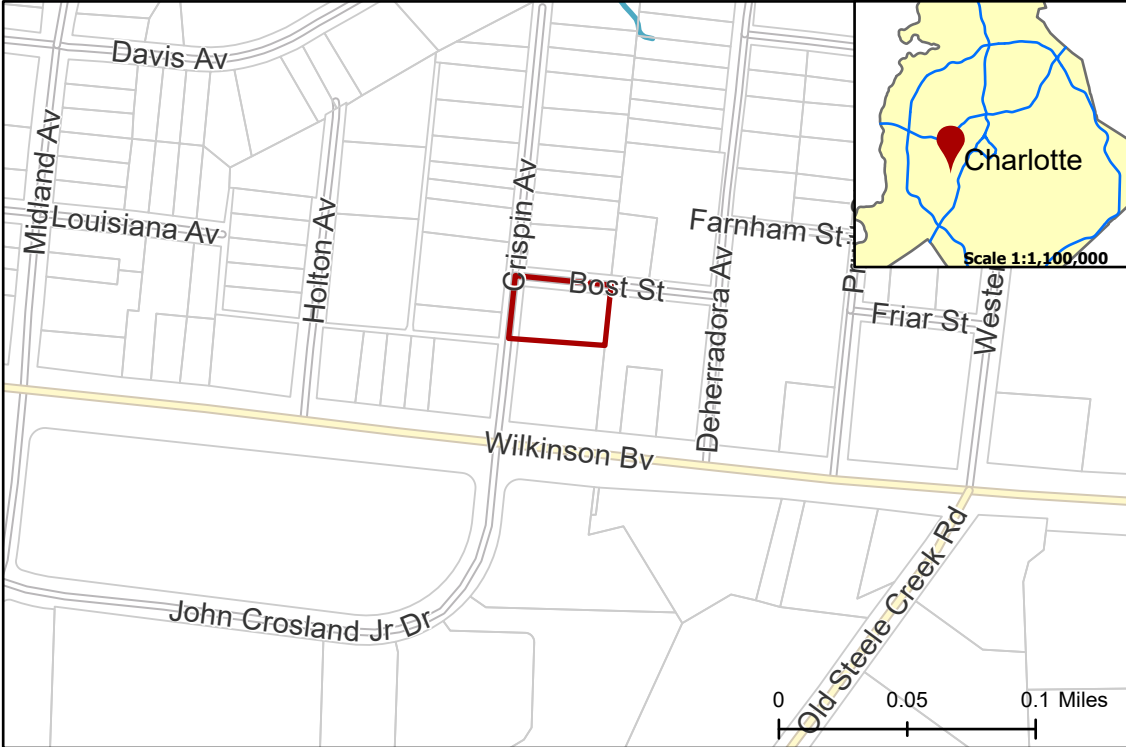 Davis Av
Midland Av
Louisiana Av
Holton Av
Crispin Av
Bost St
Farnham St
Deherradora Av
Friar St
Charlotte
Scale 1:1,100,000
Wilkinson Bv
John Crosland Jr Dr
Old Steele Creek Rd
0 0.05 0.1 Miles